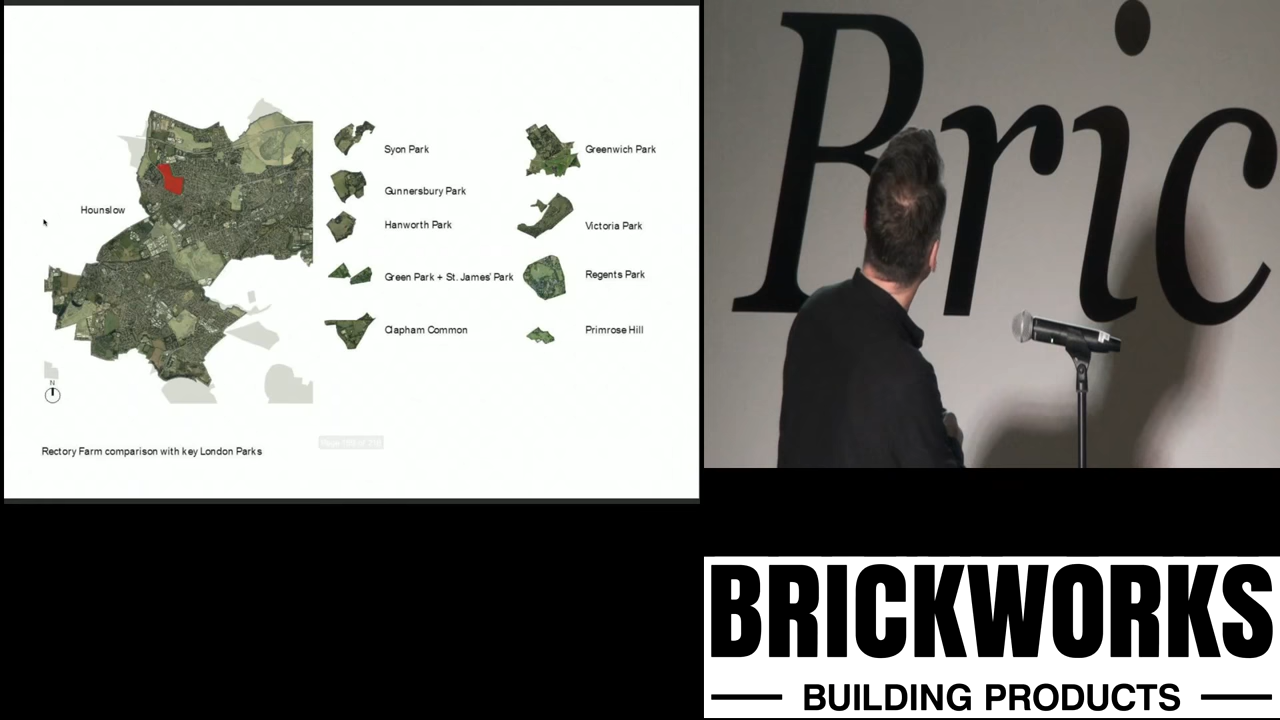 Syon Park
Gunnersbury Park
Hanworth Park
Green Park + St. James' Park
Clapham Common
Greenwich Park
Victoria Park
Regents Park
Primrose Hill
Hounslow
N
Rectory Farm comparison with key London Parks
Bric
BRICKWORKS
BUILDING PRODUCTS